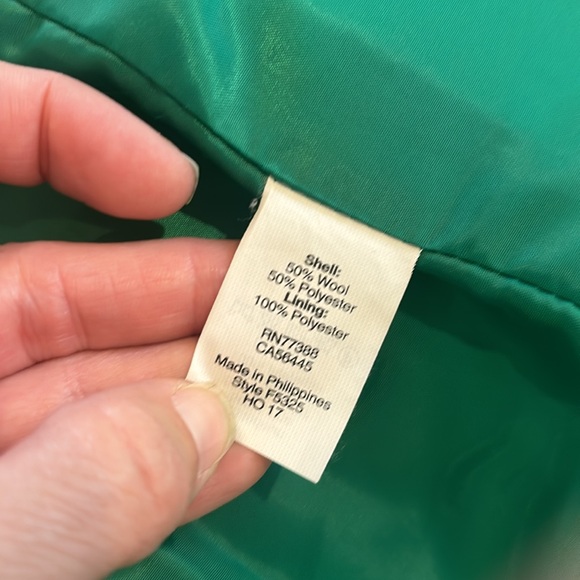 Shell:
50% Wool
50% Polyester
Lining:
100% Polyester
RN77388
CA56445
Made in Philippines
Style F5325
HO 17